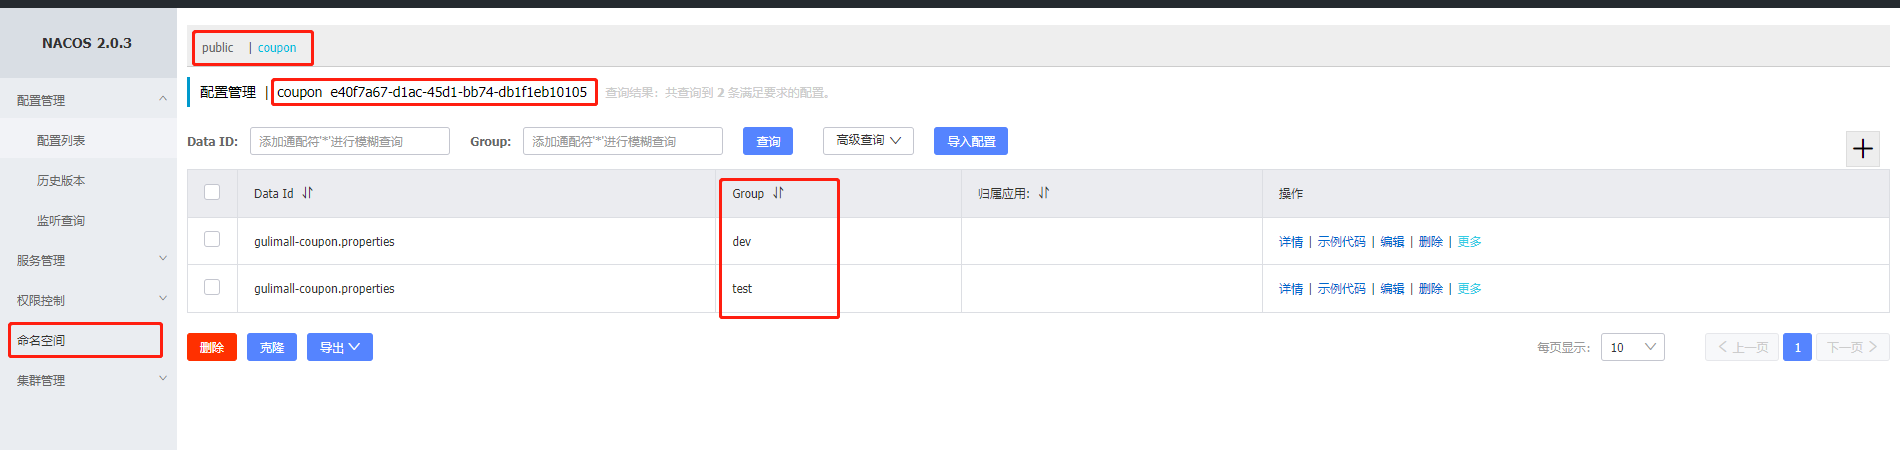 NACOS 2.0.3
配置管理
配置列表
历史版本
监听查询
服务管理
权限控制
命名空间
集群管理
public | coupon
配置管理 | coupon e40f7a67-d1ac-45d1-bb74-db1f1eb10105 查询结果：共查询到 2 条满足要求的配置。
Data ID: 添加通配符'*'进行模糊查询 Group: 添加通配符'*'进行模糊查询 查询 高级查询 导入配置
Data Id Group 归属应用: 操作
gulimall-coupon.properties dev 详情 | 示例代码 | 编辑 | 删除 | 更多
gulimall-coupon.properties test 详情 | 示例代码 | 编辑 | 删除 | 更多
删除 克隆 导出 每页显示: 10 上一页 1 下一页